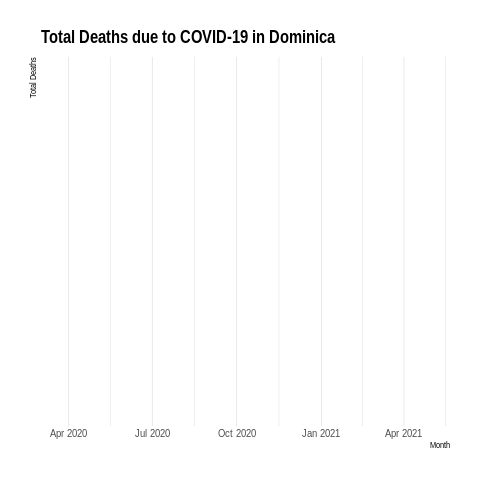 Total Deaths due to COVID-19 in Dominica
Total Deaths
Apr 2020
Jul 2020
Oct 2020
Jan 2021
Apr 2021
Month